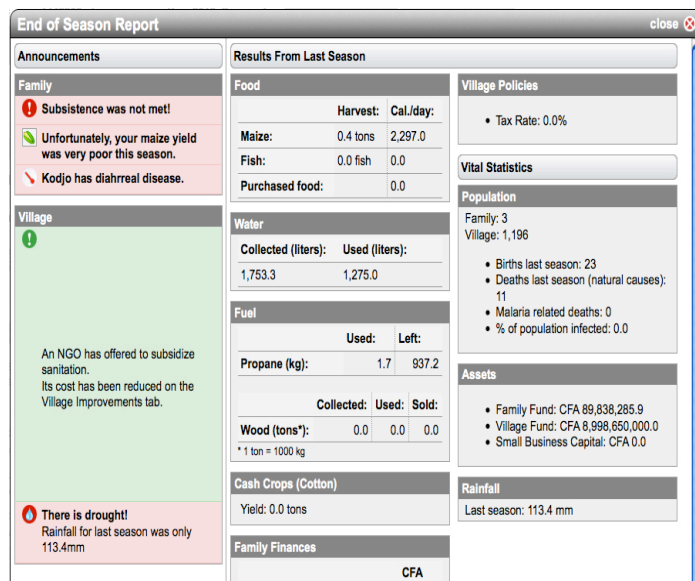 End of Season Report
close
Announcements
Family
Subsistence was not met!
Unfortunately, your maize yield
was very poor this season.
Kodjo has diahrreal disease.
Village
An NGO has offered to subsidize
sanitation.
Its cost has been reduced on the
Village Improvements tab.
There is drought!
Rainfall for last season was only
113.4mm
Results From Last Season
Food
Harvest: Cal./day:
Maize: 0.4 tons 2,297.0
Fish: 0.0 fish 0.0
Purchased food: 0.0
Water
Collected (liters): Used (liters):
1,753.3 1,275.0
Fuel
Used: Left:
Propane (kg): 1.7 937.2
Collected: Used: Sold:
Wood (tons*): 0.0 0.0 0.0
* 1 ton = 1000 kg
Cash Crops (Cotton)
Yield: 0.0 tons
Family Finances
CFA
Village Policies
• Tax Rate: 0.0%
Vital Statistics
Population
Family: 3
Village: 1,196
• Births last season: 23
• Deaths last season (natural causes):
11
• Malaria related deaths: 0
• % of population infected: 0.0
Assets
• Family Fund: CFA 89,838,285.9
• Village Fund: CFA 8,998,650,000.0
• Small Business Capital: CFA 0.0
Rainfall
Last season: 113.4 mm